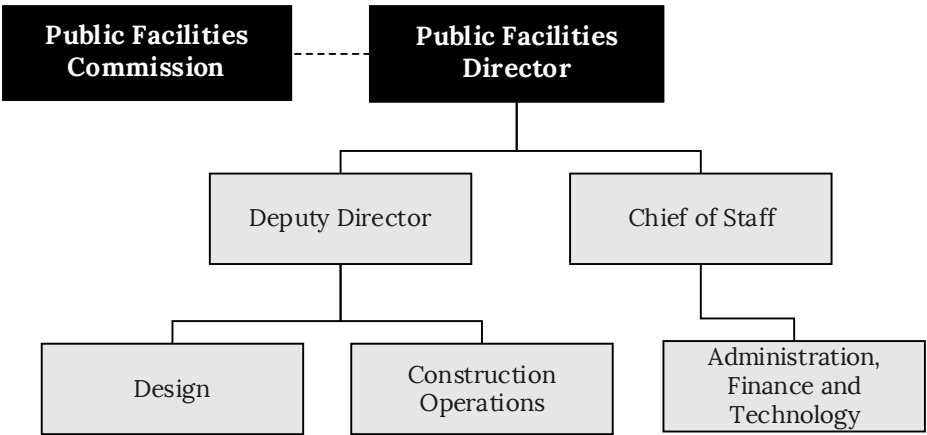 Public Facilities
Commission
Public Facilities
Director
Deputy Director
Chief of Staff
Design
Construction
Operations
Administration,
Finance and
Technology